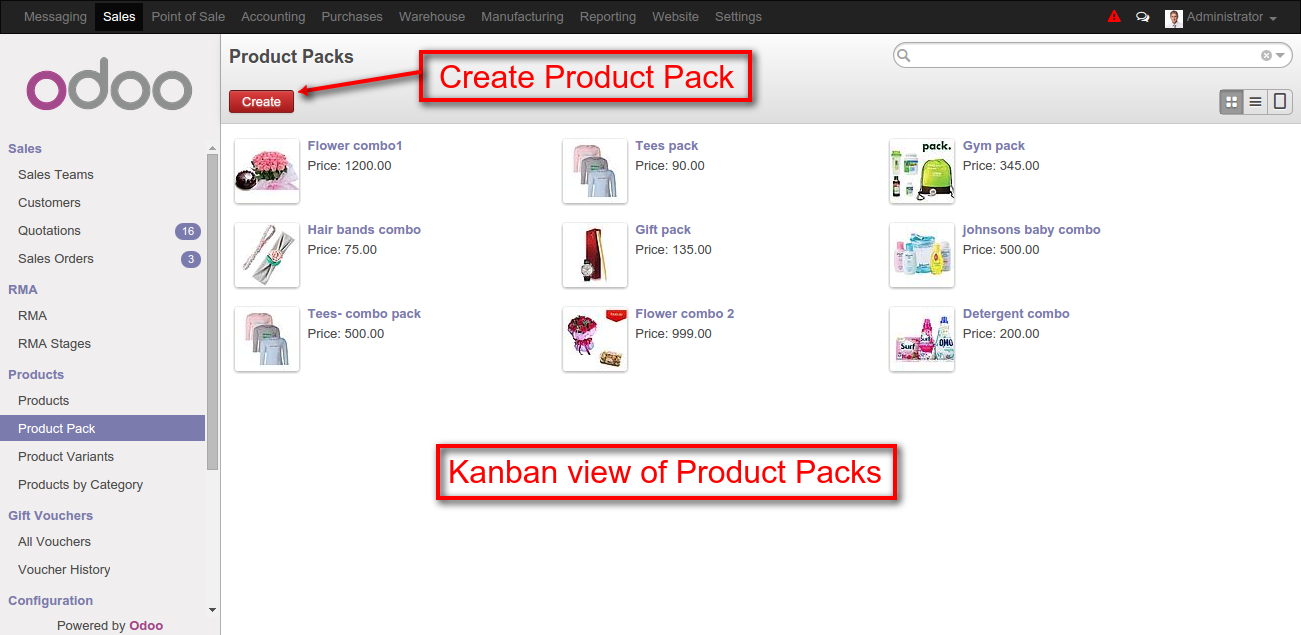 Messaging Sales Point of Sale Accounting Purchases Warehouse Manufacturing Reporting Website Settings Administrator
odoo
Sales
Sales Teams
Customers
Quotations 16
Sales Orders 3
RMA
RMA
RMA Stages
Products
Products
Product Pack
Product Variants
Products by Category
Gift Vouchers
All Vouchers
Voucher History
Configuration
Powered by Odoo
Product Packs
Create
Create Product Pack
Flower combo1
Price: 1200.00
Tees pack
Price: 90.00
pack.
Gym pack
Price: 345.00
Hair bands combo
Price: 75.00
Gift pack
Price: 135.00
johnsons baby combo
Price: 500.00
Tees- combo pack
Price: 500.00
Flower combo 2
Price: 999.00
Surf
Surf
OMO
Detergent combo
Price: 200.00
Kanban view of Product Packs